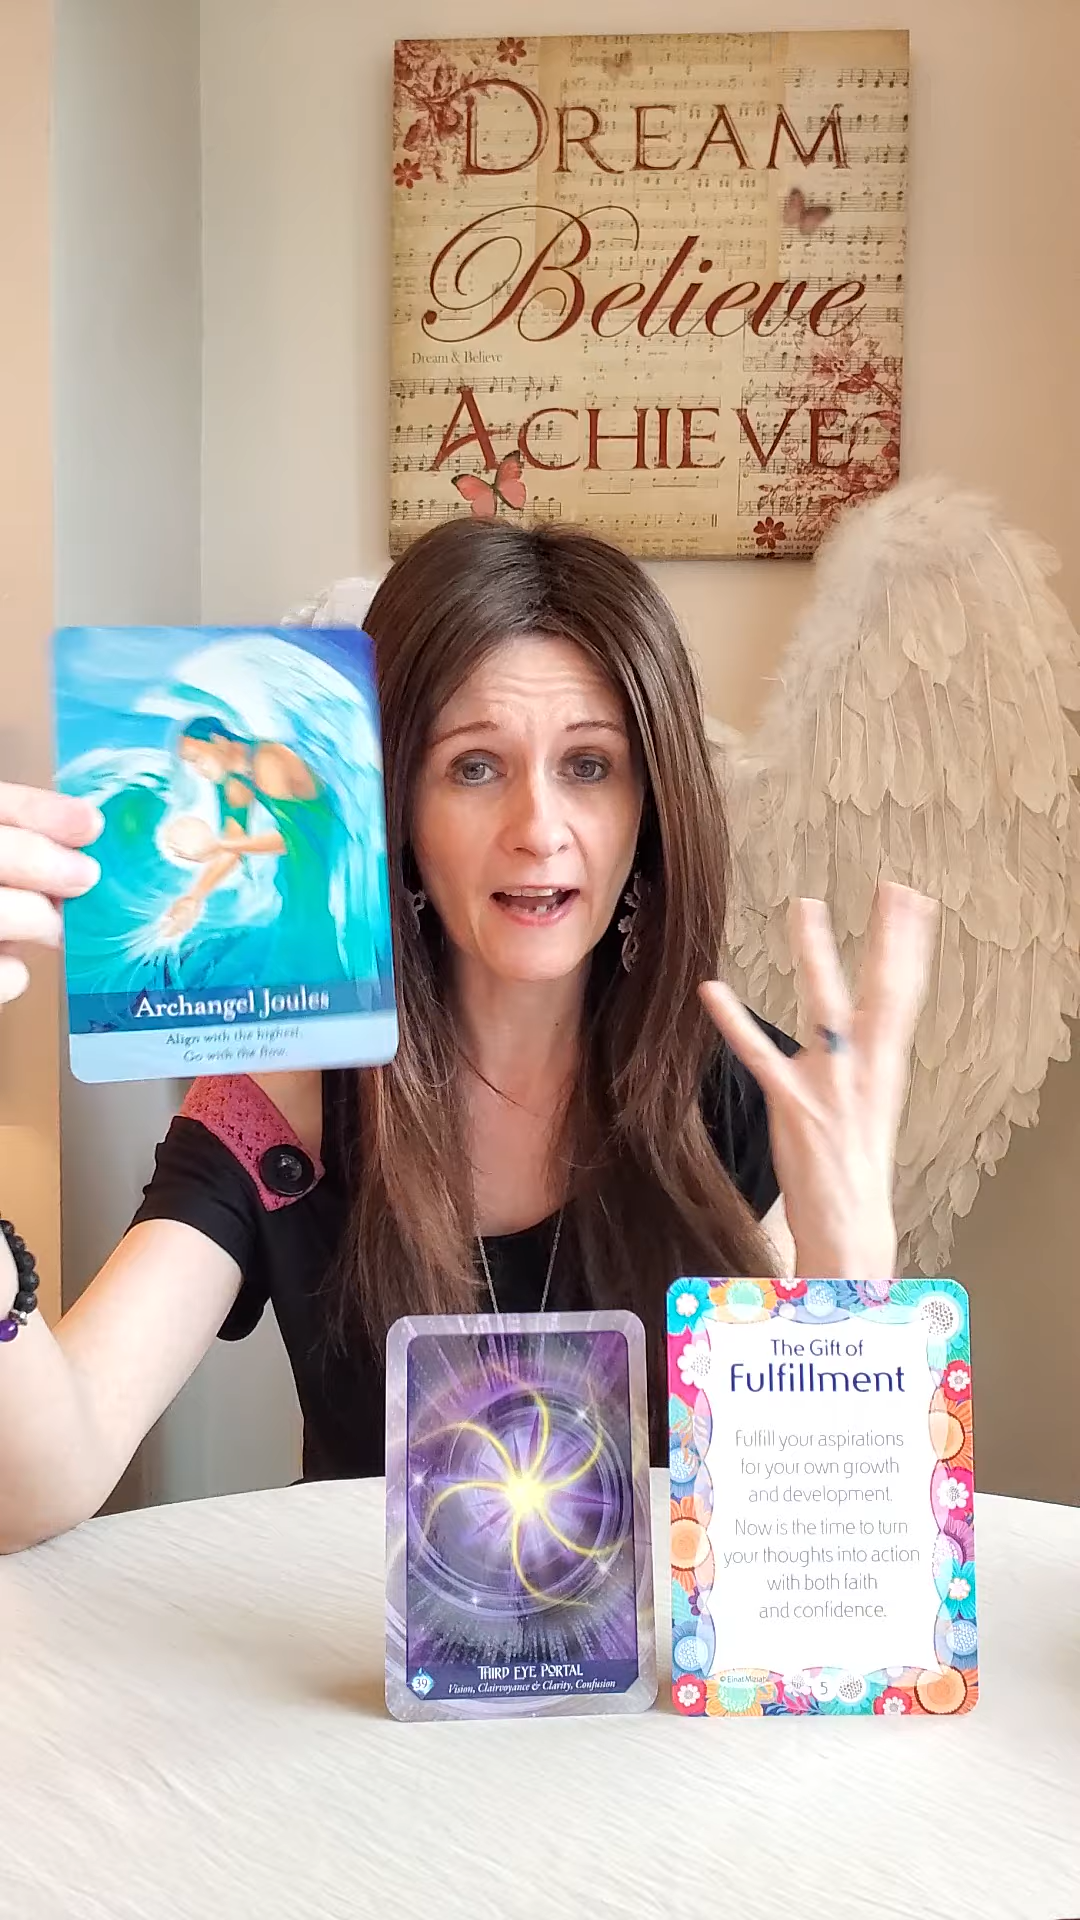 DREAM
Believe
Dream & Believe
ACHIEVE
Archangel Joules
Align with the highest.
Go with the flow.
The Gift of
Fulfillment
Fulfill your aspirations
for your own growth
and development.
Now is the time to turn
your thoughts into action
with both faith
and confidence.
5
39
THIRD EYE PORTAL
Vision, Clairvoyance & Clarity, Confusion